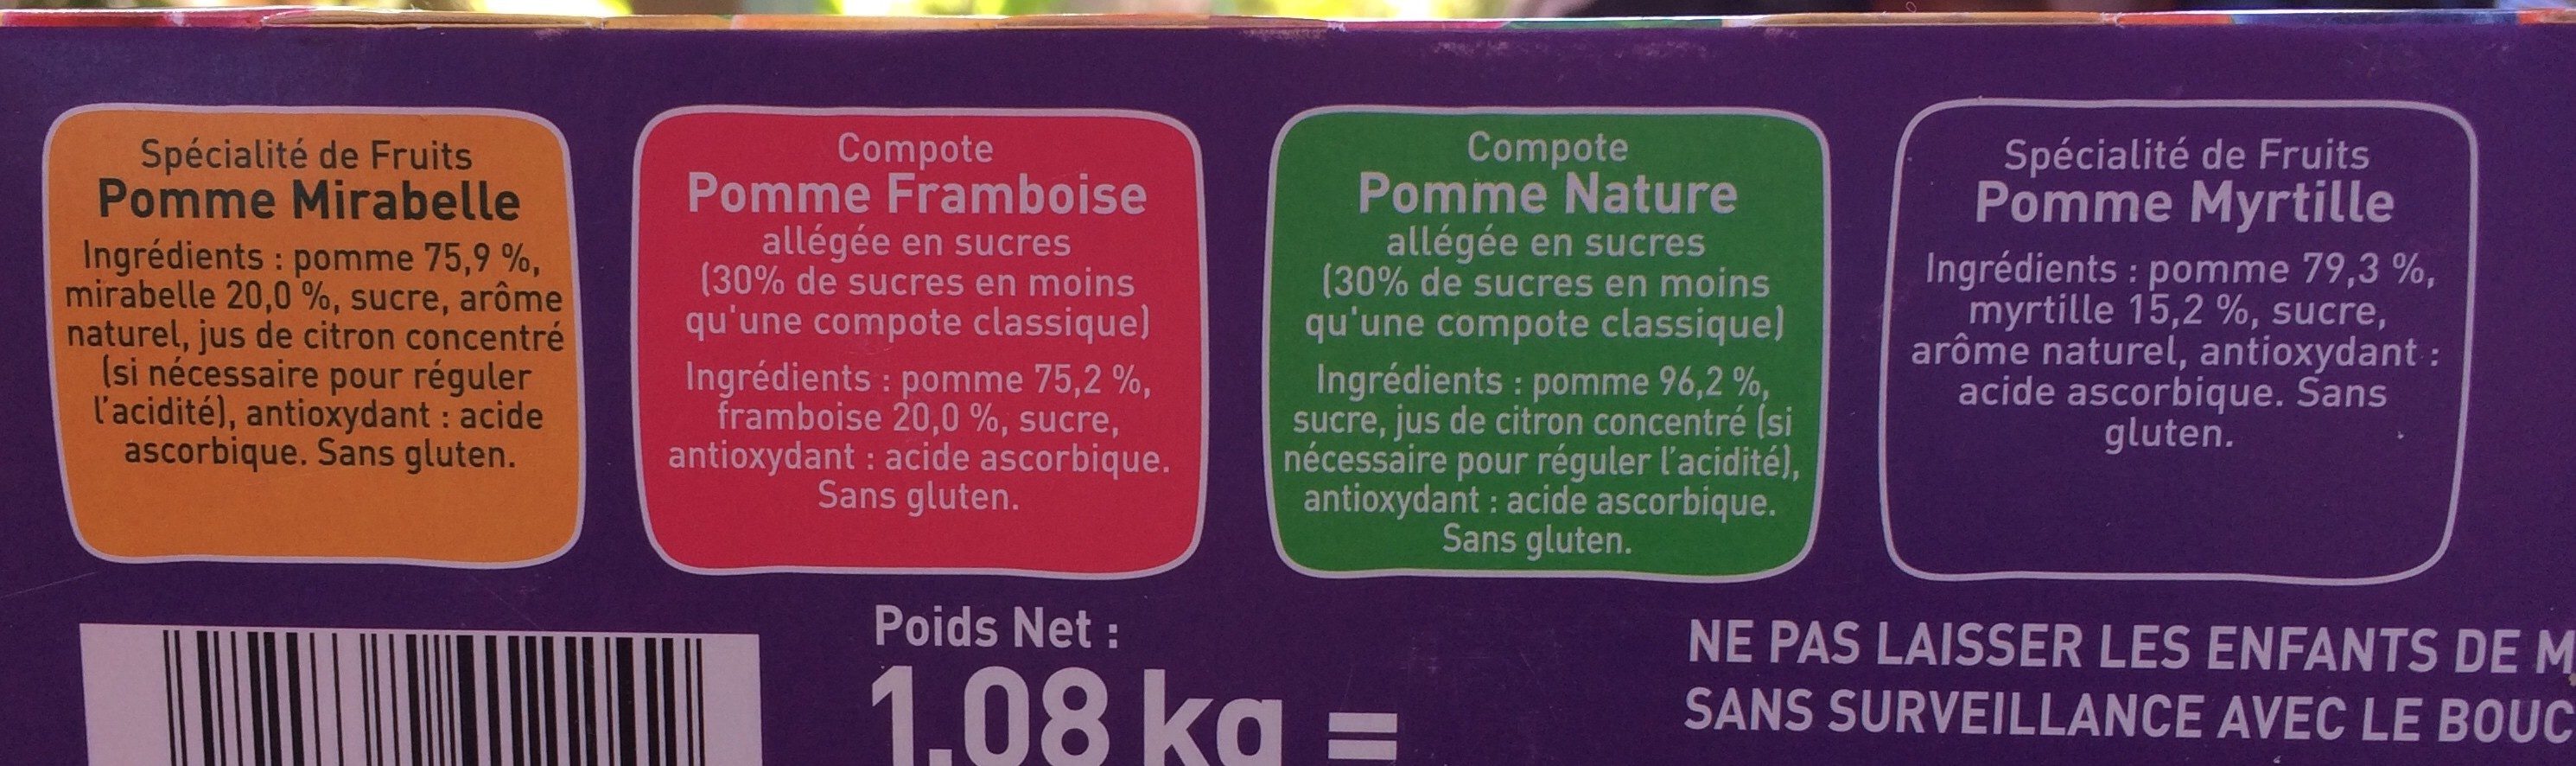 Spécialité de Fruits
Pomme Mirabelle
Ingrédients : pomme 75,9 %,
mirabelle 20,0 %, sucre, arôme
naturel, jus de citron concentré
(si nécessaire pour réguler
l'acidité), antioxydant : acide
ascorbique. Sans gluten.
Compote
Pomme Framboise
allégée en sucres
(30% de sucres en moins
qu'une compote classique)
Ingrédients : pomme 75,2 %,
framboise 20,0 %, sucre,
antioxydant : acide ascorbique.
Sans gluten.
Compote
Pomme Nature
allégée en sucres
(30% de sucres en moins
qu'une compote classique)
Ingrédients : pomme 96,2 %,
sucre, jus de citron concentré (si
nécessaire pour réguler l'acidité),
antioxydant : acide ascorbique.
Sans gluten.
Spécialité de Fruits
Pomme Myrtille
Ingrédients : pomme 79,3 %,
myrtille 15,2 %, sucre,
arôme naturel, antioxydant :
acide ascorbique. Sans
gluten.
Poids Net :
1,08 kg =
NE PAS LAISSER LES ENFANTS DE M
SANS SURVEILLANCE AVEC LE BOUC